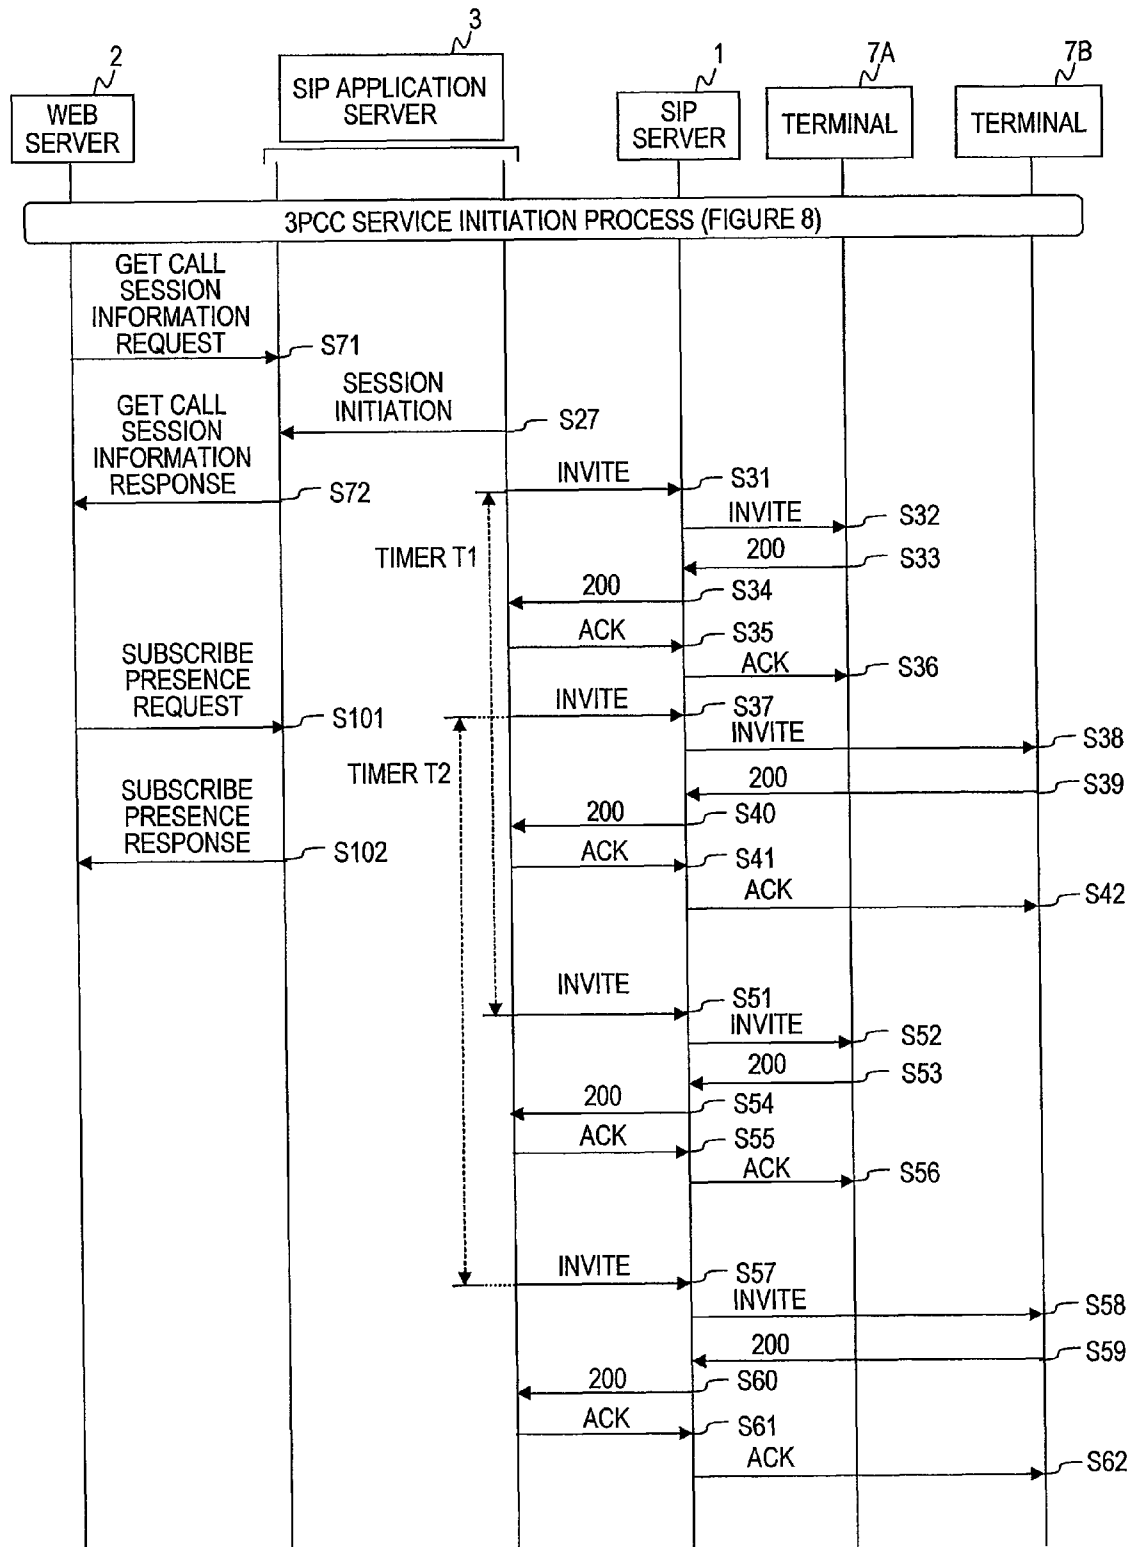 2
3
1
7A
7B
WEB
SERVER
SIP APPLICATION
SERVER
SIP
SERVER
TERMINAL
TERMINAL
3PCC SERVICE INITIATION PROCESS (FIGURE 8)
GET CALL
SESSION
INFORMATION
REQUEST
S71
SESSION
INITIATION
S27
GET CALL
SESSION
INFORMATION
RESPONSE
S72
INVITE
S31
INVITE
S32
TIMER T1
200
S33
200
S34
ACK
S35
ACK
S36
SUBSCRIBE
PRESENCE
REQUEST
S101
INVITE
S37
INVITE
S38
TIMER T2
200
S39
SUBSCRIBE
PRESENCE
RESPONSE
S102
200
S40
ACK
S41
ACK
S42
INVITE
S51
INVITE
S52
200
S53
200
S54
ACK
S55
ACK
S56
INVITE
S57
INVITE
S58
200
S59
200
S60
ACK
S61
ACK
S62